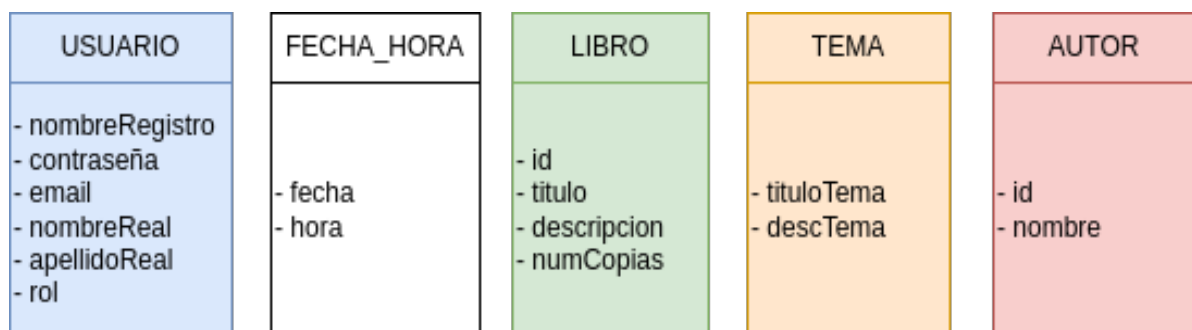 USUARIO
- nombreRegistro
- contraseña
- email
- nombreReal
- apellidoReal
- rol
FECHA_HORA
- fecha
- hora
LIBRO
- id
- titulo
- descripcion
- numCopias
TEMA
- tituloTema
- descTema
AUTOR
- id
- nombre